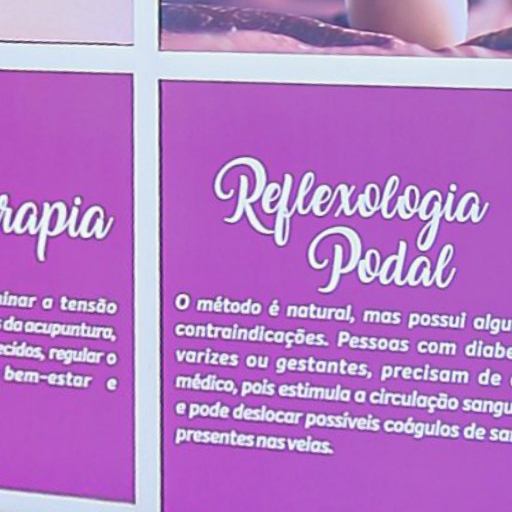 rapia
inar a tensão
s da acupuntura,
ecidos, regular o
bem-estar e
Reflexologia
Podal
O método é natural, mas possui algu
contraindicações. Pessoas com diabe
varizes ou gestantes, precisam de
médico, pois estimula a circulação sangu
e pode deslocar possíveis coágulos de sa
presentes nas veias.